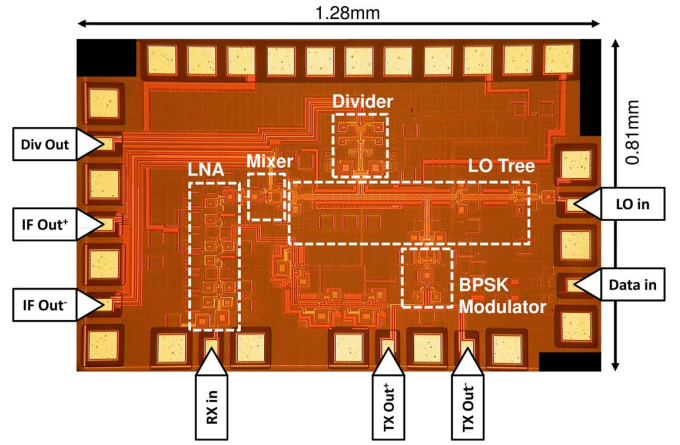 1.28mm
Divider
Div Out
Mixer
LNA
LO Tree
0.81mm
IF Out+
LO in
IF Out-
BPSK
Modulator
Data in
RX in
TX Out+
TX Out-